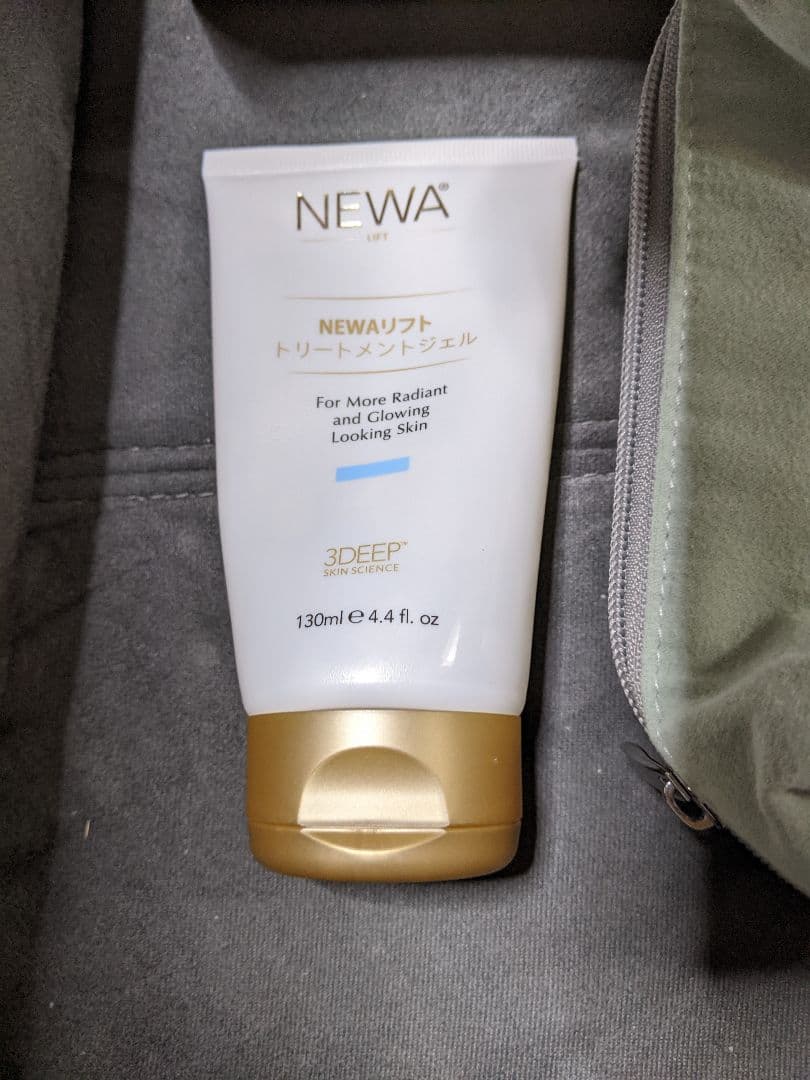 NEWA®
LIFT
NEWAリフト
トリートメントジェル
For More Radiant
and Glowing
Looking Skin
3DEEP™
SKIN SCIENCE
130ml ℮ 4.4 fl. oz